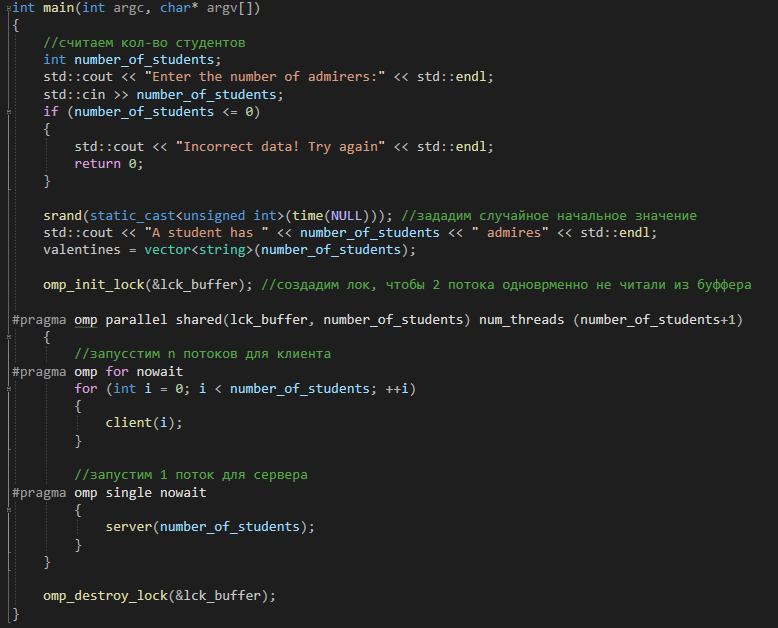 int main(int argc, char* argv[])
{
    //считаем кол-во студентов
    int number_of_students;
    std::cout << "Enter the number of admirers:" << std::endl;
    std::cin >> number_of_students;
    if (number_of_students <= 0)
    {
        std::cout << "Incorrect data! Try again" << std::endl;
        return 0;
    }
    srand(static_cast<unsigned int>(time(NULL))); //зададим случайное начальное значение
    std::cout << "A student has " << number_of_students << " admires" << std::endl;
    valentines = vector<string>(number_of_students);
    omp_init_lock(&lck_buffer); //создадим лок, чтобы 2 потока одноврменно не читали из буффера
#pragma omp parallel shared(lck_buffer, number_of_students) num_threads (number_of_students+1)
    {
        //запусстим n потоков для клиента
#pragma omp for nowait
        for (int i = 0; i < number_of_students; ++i)
        {
            client(i);
        }
        //запустим 1 поток для сервера
#pragma omp single nowait
        {
            server(number_of_students);
        }
    }
    omp_destroy_lock(&lck_buffer);
}